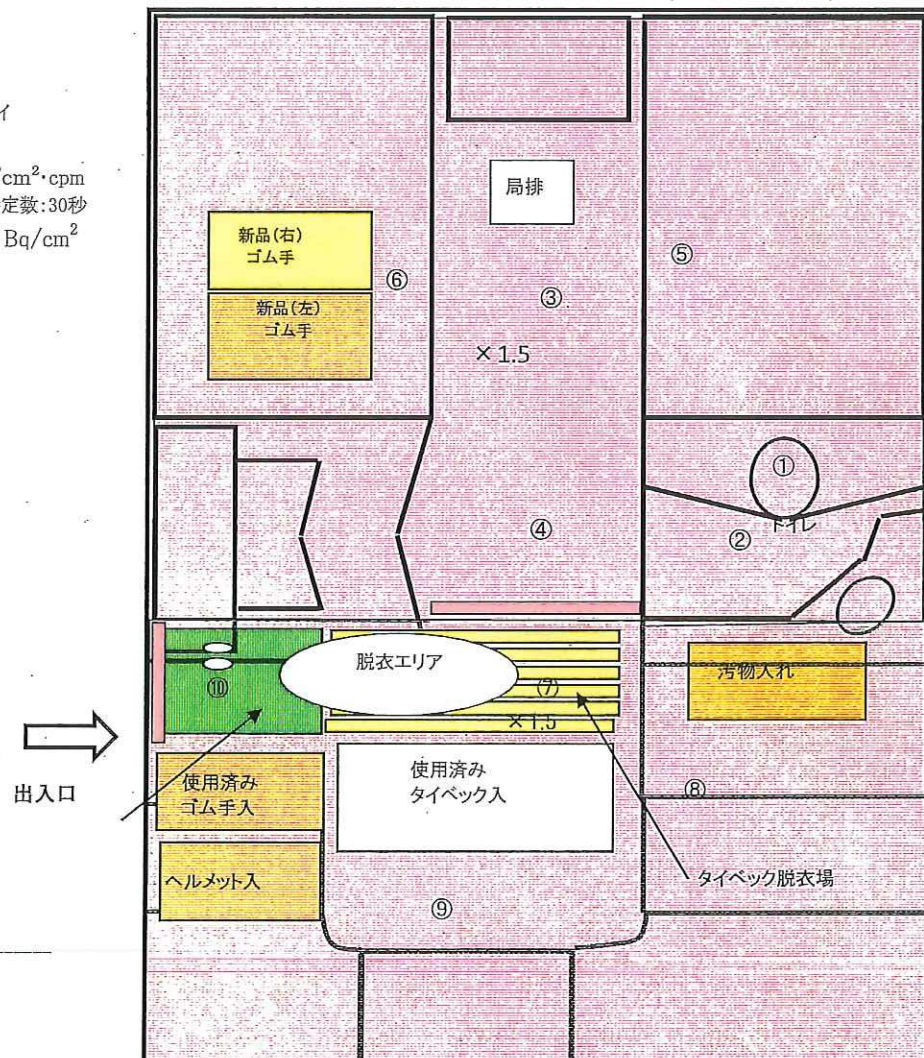 イ
cm²・cpm
定数:30秒
Bq/cm²
局排
新品(右)
ゴム手
新品(左)
ゴム手
⑥
③
⑤
× 1.5
①
④
②
トイレ
脱衣エリア
⑩
⑦
× 1.5
汚物入れ
出入口
使用済み
ゴム手入
使用済み
タイベック入
⑧
ヘルメット入
タイベック脱衣場
⑨